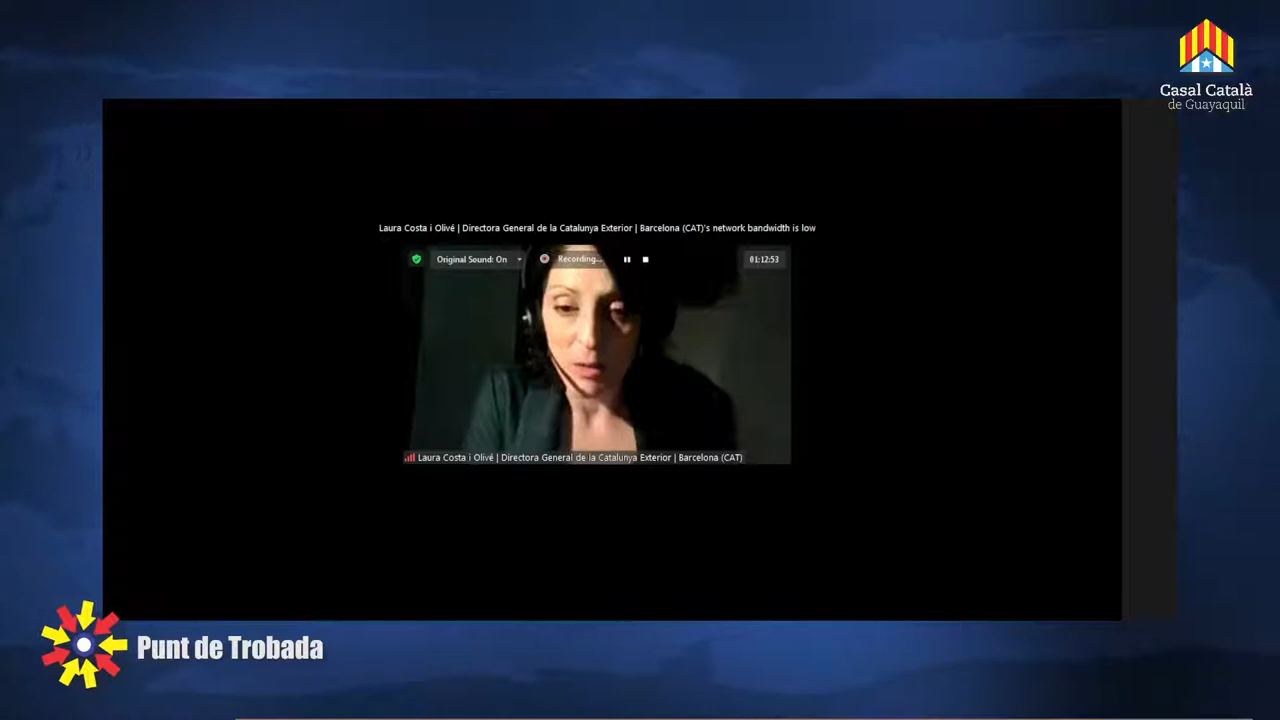 Casal Català
de Guayaquil
Laura Costa i Olivé | Directora General de la Catalunya Exterior | Barcelona (CAT)'s network bandwidth is low
Original Sound: On
Recording...
01:12:53
Laura Costa i Olivé | Directora General de la Catalunya Exterior | Barcelona (CAT)
Punt de Trobada